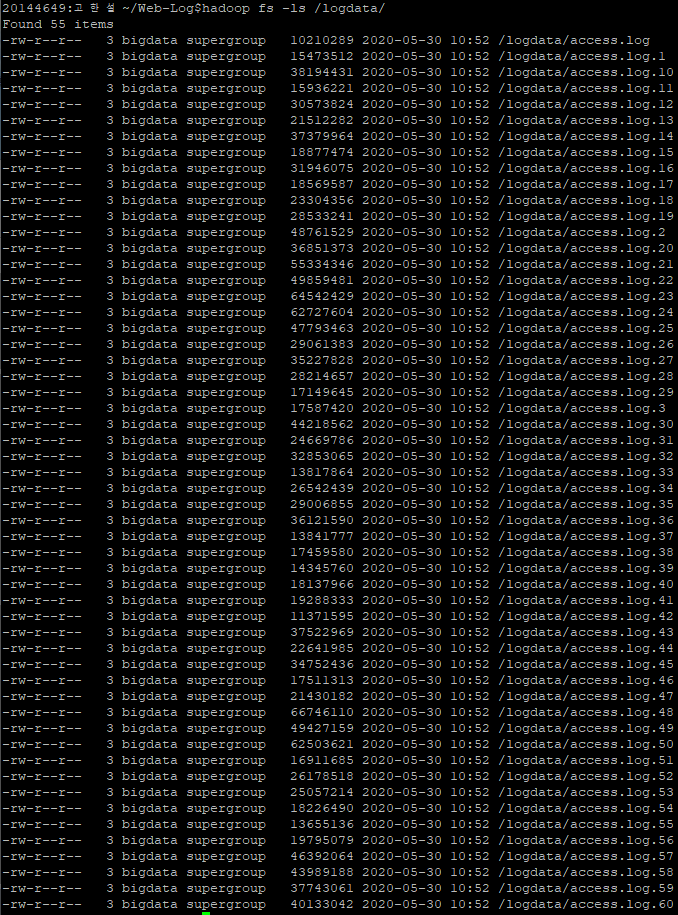 20144649:고 한 설 ~/Web-Log$hadoop fs -ls /logdata/
Found 55 items
-rw-r--r--   3 bigdata supergroup   10210289 2020-05-30 10:52 /logdata/access.log
-rw-r--r--   3 bigdata supergroup   15473512 2020-05-30 10:52 /logdata/access.log.1
-rw-r--r--   3 bigdata supergroup   38194431 2020-05-30 10:52 /logdata/access.log.10
-rw-r--r--   3 bigdata supergroup   15936221 2020-05-30 10:52 /logdata/access.log.11
-rw-r--r--   3 bigdata supergroup   30573824 2020-05-30 10:52 /logdata/access.log.12
-rw-r--r--   3 bigdata supergroup   21512282 2020-05-30 10:52 /logdata/access.log.13
-rw-r--r--   3 bigdata supergroup   37379964 2020-05-30 10:52 /logdata/access.log.14
-rw-r--r--   3 bigdata supergroup   18877474 2020-05-30 10:52 /logdata/access.log.15
-rw-r--r--   3 bigdata supergroup   31946075 2020-05-30 10:52 /logdata/access.log.16
-rw-r--r--   3 bigdata supergroup   18569587 2020-05-30 10:52 /logdata/access.log.17
-rw-r--r--   3 bigdata supergroup   23304356 2020-05-30 10:52 /logdata/access.log.18
-rw-r--r--   3 bigdata supergroup   28533241 2020-05-30 10:52 /logdata/access.log.19
-rw-r--r--   3 bigdata supergroup   48761529 2020-05-30 10:52 /logdata/access.log.2
-rw-r--r--   3 bigdata supergroup   36851373 2020-05-30 10:52 /logdata/access.log.20
-rw-r--r--   3 bigdata supergroup   55334346 2020-05-30 10:52 /logdata/access.log.21
-rw-r--r--   3 bigdata supergroup   49859481 2020-05-30 10:52 /logdata/access.log.22
-rw-r--r--   3 bigdata supergroup   64542429 2020-05-30 10:52 /logdata/access.log.23
-rw-r--r--   3 bigdata supergroup   62727604 2020-05-30 10:52 /logdata/access.log.24
-rw-r--r--   3 bigdata supergroup   47793463 2020-05-30 10:52 /logdata/access.log.25
-rw-r--r--   3 bigdata supergroup   29061383 2020-05-30 10:52 /logdata/access.log.26
-rw-r--r--   3 bigdata supergroup   35227828 2020-05-30 10:52 /logdata/access.log.27
-rw-r--r--   3 bigdata supergroup   28214657 2020-05-30 10:52 /logdata/access.log.28
-rw-r--r--   3 bigdata supergroup   17149645 2020-05-30 10:52 /logdata/access.log.29
-rw-r--r--   3 bigdata supergroup   17587420 2020-05-30 10:52 /logdata/access.log.3
-rw-r--r--   3 bigdata supergroup   44218562 2020-05-30 10:52 /logdata/access.log.30
-rw-r--r--   3 bigdata supergroup   24669786 2020-05-30 10:52 /logdata/access.log.31
-rw-r--r--   3 bigdata supergroup   32853065 2020-05-30 10:52 /logdata/access.log.32
-rw-r--r--   3 bigdata supergroup   13817864 2020-05-30 10:52 /logdata/access.log.33
-rw-r--r--   3 bigdata supergroup   26542439 2020-05-30 10:52 /logdata/access.log.34
-rw-r--r--   3 bigdata supergroup   29006855 2020-05-30 10:52 /logdata/access.log.35
-rw-r--r--   3 bigdata supergroup   36121590 2020-05-30 10:52 /logdata/access.log.36
-rw-r--r--   3 bigdata supergroup   13841777 2020-05-30 10:52 /logdata/access.log.37
-rw-r--r--   3 bigdata supergroup   17459580 2020-05-30 10:52 /logdata/access.log.38
-rw-r--r--   3 bigdata supergroup   14345760 2020-05-30 10:52 /logdata/access.log.39
-rw-r--r--   3 bigdata supergroup   18137966 2020-05-30 10:52 /logdata/access.log.40
-rw-r--r--   3 bigdata supergroup   19288333 2020-05-30 10:52 /logdata/access.log.41
-rw-r--r--   3 bigdata supergroup   11371595 2020-05-30 10:52 /logdata/access.log.42
-rw-r--r--   3 bigdata supergroup   37522969 2020-05-30 10:52 /logdata/access.log.43
-rw-r--r--   3 bigdata supergroup   22641985 2020-05-30 10:52 /logdata/access.log.44
-rw-r--r--   3 bigdata supergroup   34752436 2020-05-30 10:52 /logdata/access.log.45
-rw-r--r--   3 bigdata supergroup   17511313 2020-05-30 10:52 /logdata/access.log.46
-rw-r--r--   3 bigdata supergroup   21430182 2020-05-30 10:52 /logdata/access.log.47
-rw-r--r--   3 bigdata supergroup   66746110 2020-05-30 10:52 /logdata/access.log.48
-rw-r--r--   3 bigdata supergroup   49427159 2020-05-30 10:52 /logdata/access.log.49
-rw-r--r--   3 bigdata supergroup   62503621 2020-05-30 10:52 /logdata/access.log.50
-rw-r--r--   3 bigdata supergroup   16911685 2020-05-30 10:52 /logdata/access.log.51
-rw-r--r--   3 bigdata supergroup   26178518 2020-05-30 10:52 /logdata/access.log.52
-rw-r--r--   3 bigdata supergroup   25057214 2020-05-30 10:52 /logdata/access.log.53
-rw-r--r--   3 bigdata supergroup   18226490 2020-05-30 10:52 /logdata/access.log.54
-rw-r--r--   3 bigdata supergroup   13655136 2020-05-30 10:52 /logdata/access.log.55
-rw-r--r--   3 bigdata supergroup   19795079 2020-05-30 10:52 /logdata/access.log.56
-rw-r--r--   3 bigdata supergroup   46392064 2020-05-30 10:52 /logdata/access.log.57
-rw-r--r--   3 bigdata supergroup   43989188 2020-05-30 10:52 /logdata/access.log.58
-rw-r--r--   3 bigdata supergroup   37743061 2020-05-30 10:52 /logdata/access.log.59
-rw-r--r--   3 bigdata supergroup   40133042 2020-05-30 10:52 /logdata/access.log.60